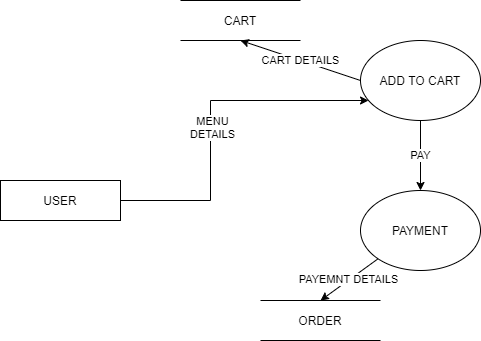 CART
CART DETAILS
ADD TO CART
MENU
DETAILS
PAY
USER
PAYMENT
PAYEMNT DETAILS
ORDER